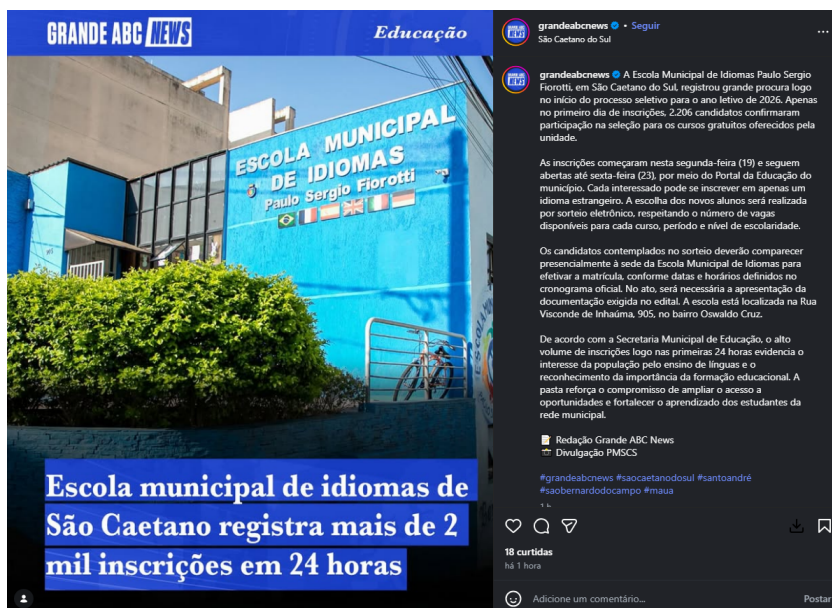 GRANDE ABC NEWS
Educação
ESCOLA MUNICIPAL
DE IDIOMAS
Paulo Sergio Fiorotti
Escola municipal de idiomas de
São Caetano registra mais de 2
mil inscrições em 24 horas
grandeabcnews • Seguir
São Caetano do Sul
grandeabcnews A Escola Municipal de Idiomas Paulo Sergio
Fiorotti, em São Caetano do Sul, registrou grande procura logo
no início do processo seletivo para o ano letivo de 2026. Apenas
no primeiro dia de inscrições, 2.206 candidatos confirmaram
participação na seleção para os cursos gratuitos oferecidos pela
unidade.
As inscrições começaram nesta segunda-feira (19) e seguem
abertas até sexta-feira (23), por meio do Portal da Educação do
município. Cada interessado pode se inscrever em apenas um
idioma estrangeiro. A escolha dos novos alunos será realizada
por sorteio eletrônico, respeitando o número de vagas
disponíveis para cada curso, período e nível de escolaridade.
Os candidatos contemplados no sorteio deverão comparecer
presencialmente à sede da Escola Municipal de Idiomas para
efetivar a matrícula, conforme datas e horários definidos no
cronograma oficial. No ato, será necessária a apresentação da
documentação exigida no edital. A escola está localizada na Rua
Visconde de Inhaúma, 905, no bairro Oswaldo Cruz.
De acordo com a Secretaria Municipal de Educação, o alto
volume de inscrições logo nas primeiras 24 horas evidencia o
interesse da população pelo ensino de línguas e o
reconhecimento da importância da formação educacional. A
pasta reforça o compromisso de ampliar o acesso a
oportunidades e fortalecer o aprendizado dos estudantes da
rede municipal.
Redação Grande ABC News
Divulgação PMSCS
#grandeabcnews #saocaetanodosul #santoandré
#saobernardodocampo #maua
18 curtidas
há 1 hora
Adicione um comentário...
Postar